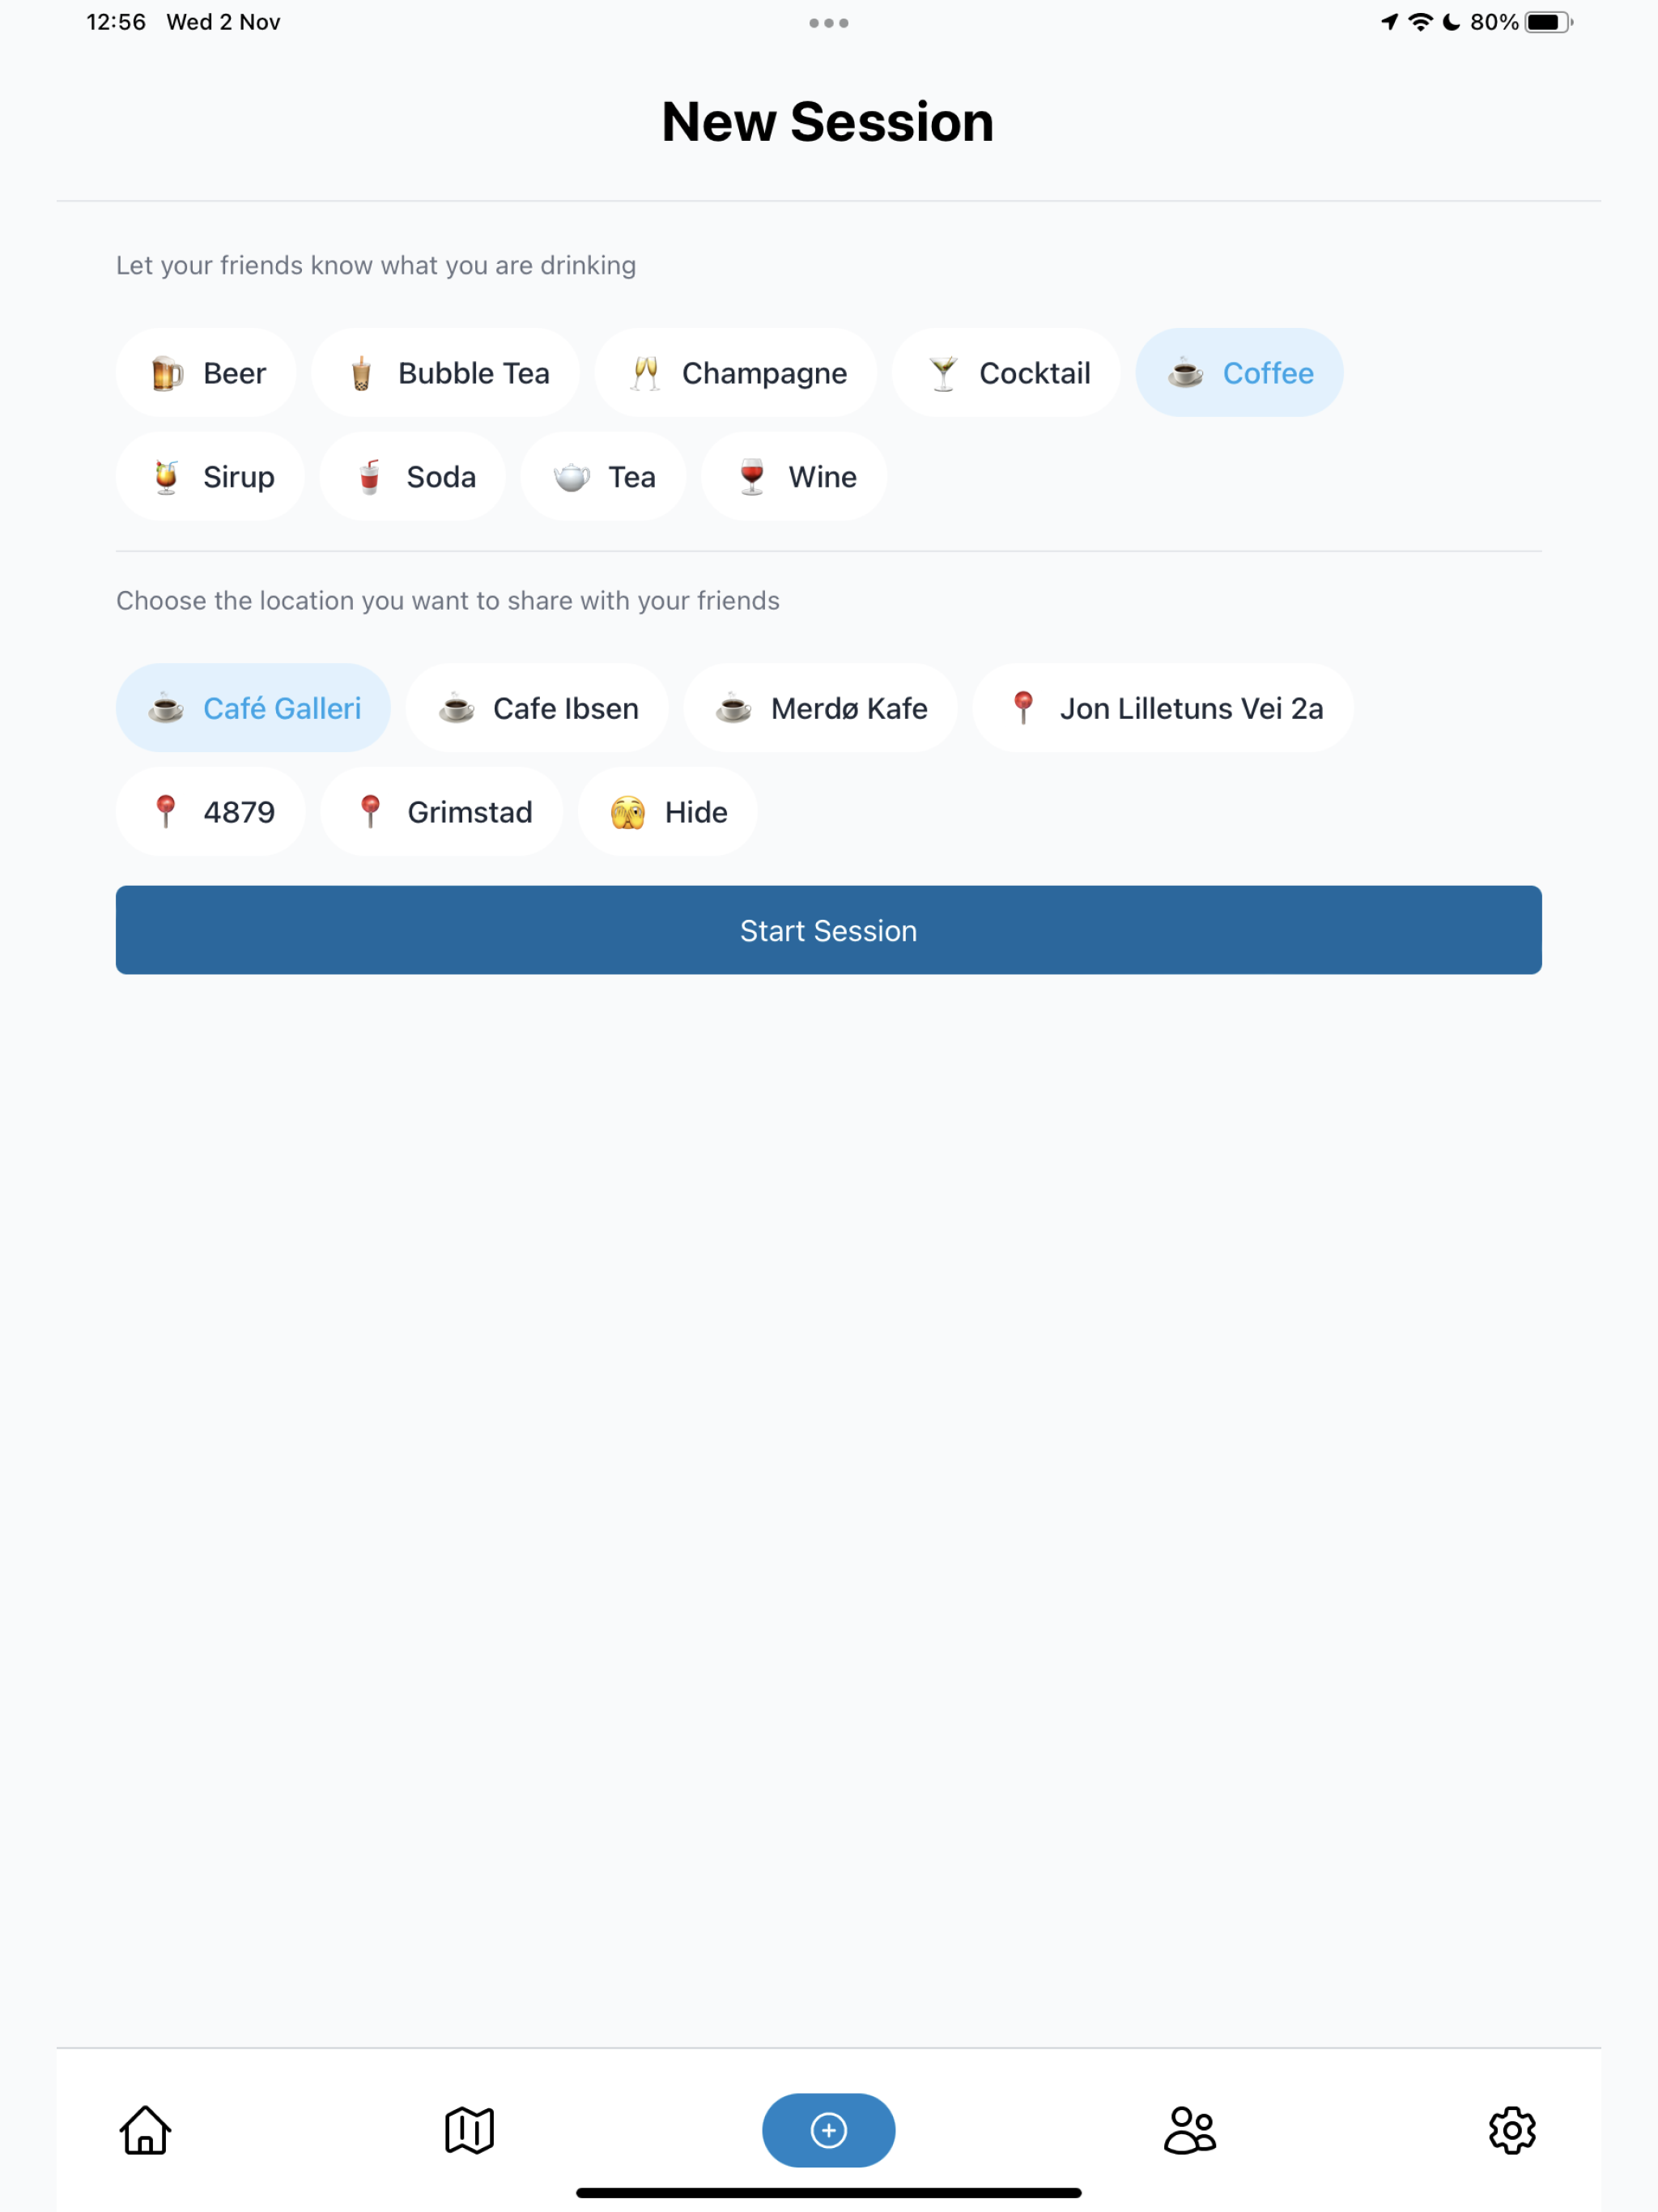 12:56 Wed 2 Nov
80%
New Session
Let your friends know what you are drinking
Beer Bubble Tea Champagne Cocktail Coffee
Sirup Soda Tea Wine
Choose the location you want to share with your friends
Café Galleri Cafe Ibsen Merdø Kafe Jon Lilletuns Vei 2a
4879 Grimstad Hide
Start Session